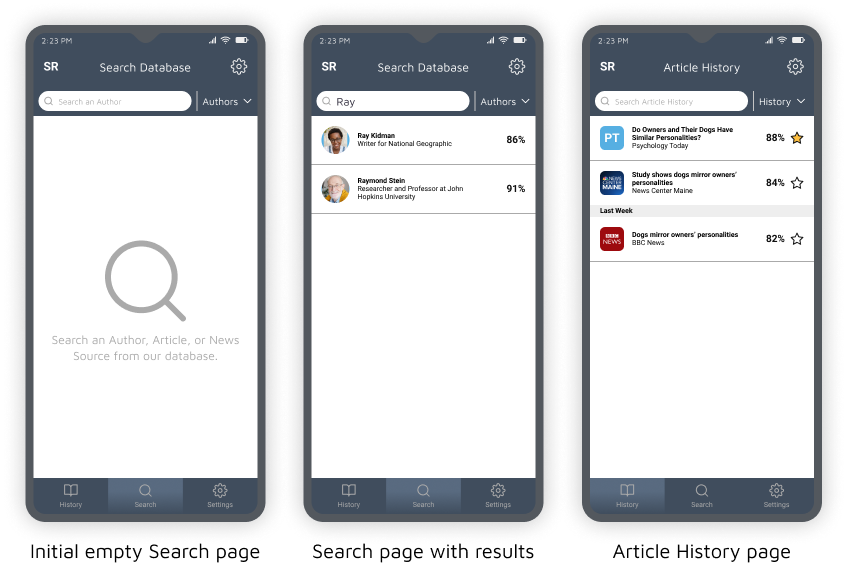 2:23 PM
SR
Search Database
Search an Author
Authors
Search an Author, Article, or News
Source from our database.
History
Search
Settings
Initial empty Search page
2:23 PM
SR
Search Database
Ray
Authors
Ray Kidman
Writer for National Geographic
86%
Raymond Stein
Researcher and Professor at John
Hopkins University
91%
History
Search
Settings
Search page with results
2:23 PM
SR
Article History
Search Article History
History
PT
Do Owners and Their Dogs Have
Similar Personalities?
Psychology Today
88%
NEWS
CENTER
MAINE
Study shows dogs mirror owners'
personalities
News Center Maine
84%
Last Week
BBC
NEWS
Dogs mirror owners' personalities
BBC News
82%
History
Search
Settings
Article History page